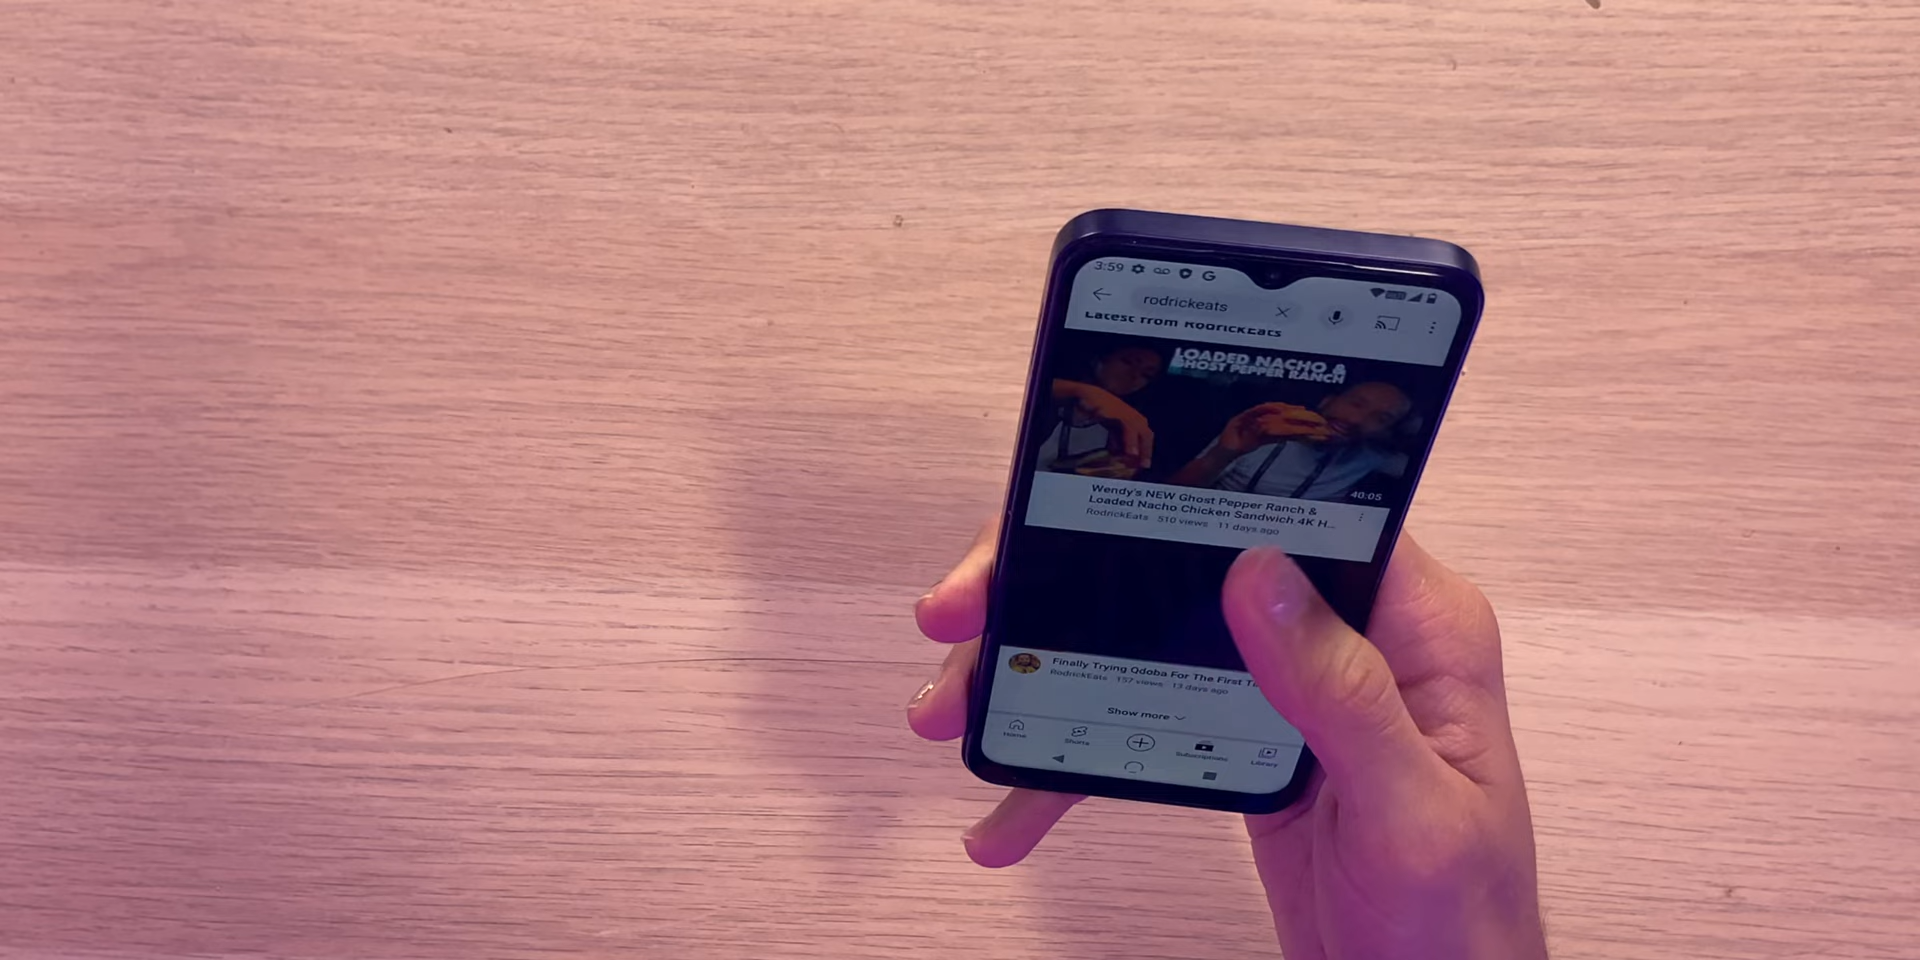 3:59
rodrickeats
Latest from RodrickEats
LOADED NACHO &
GHOST PEPPER RANCH
40:05
Wendy's NEW Ghost Pepper Ranch &
Loaded Nacho Chicken Sandwich 4K H...
RodrickEats 510 views 11 days ago
Finally Trying Qdoba For The First
RodrickEats 157 views 13 days ago
Show more
Home
Shorts
Subscriptions
Library